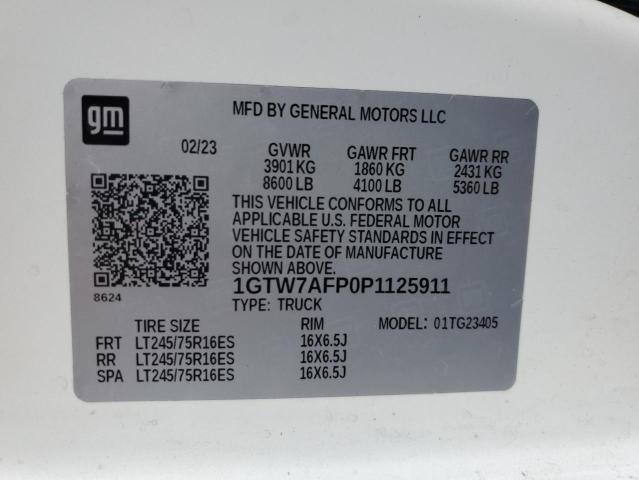 gm
MFD BY GENERAL MOTORS LLC
02/23 GVWR GAWR FRT GAWR RR
3901 KG 1860 KG 2431 KG
8600 LB 4100 LB 5360 LB
THIS VEHICLE CONFORMS TO ALL
APPLICABLE U.S. FEDERAL MOTOR
VEHICLE SAFETY STANDARDS IN EFFECT
ON THE DATE OF MANUFACTURE
SHOWN ABOVE.
8624
1GTW7AFP0P1125911
TYPE: TRUCK
TIRE SIZE RIM MODEL: 01TG23405
FRT LT245/75R16ES 16X6.5J
RR LT245/75R16ES 16X6.5J
SPA LT245/75R16ES 16X6.5J